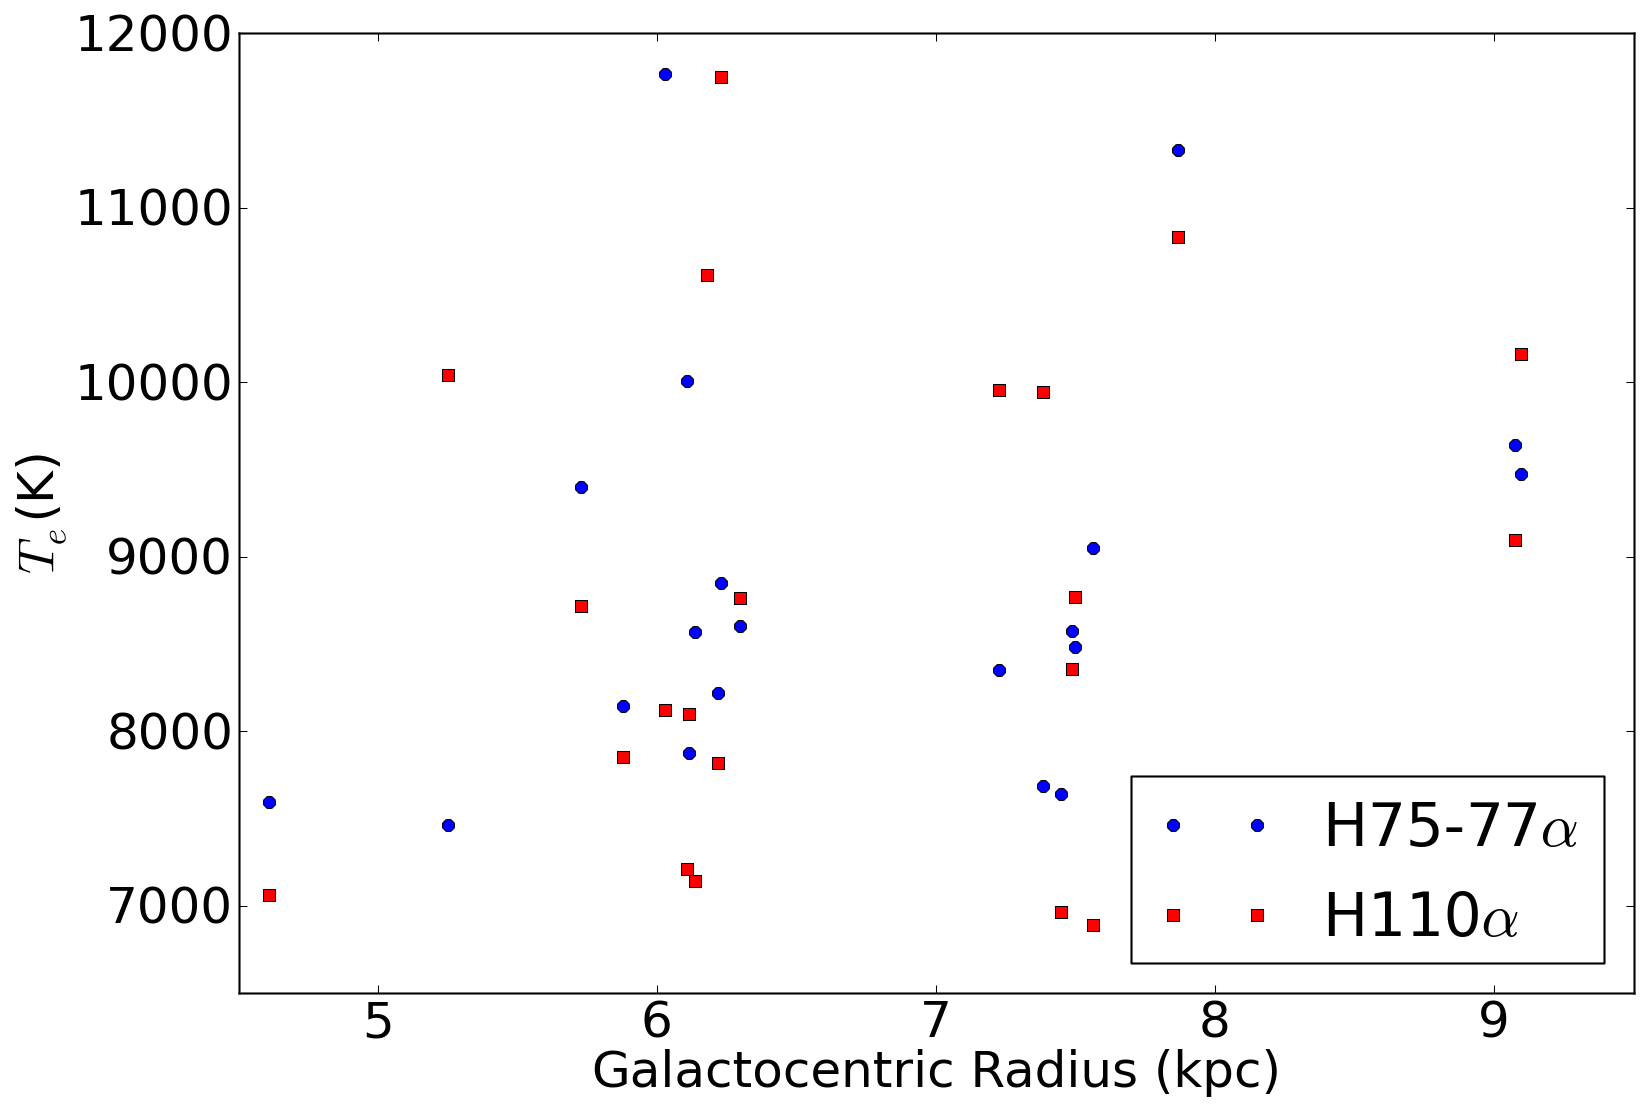 12000
11000
10000
9000
8000
7000
T_e (K)
5 6 7 8 9
Galactocentric Radius (kpc)
H75-77α
H110α